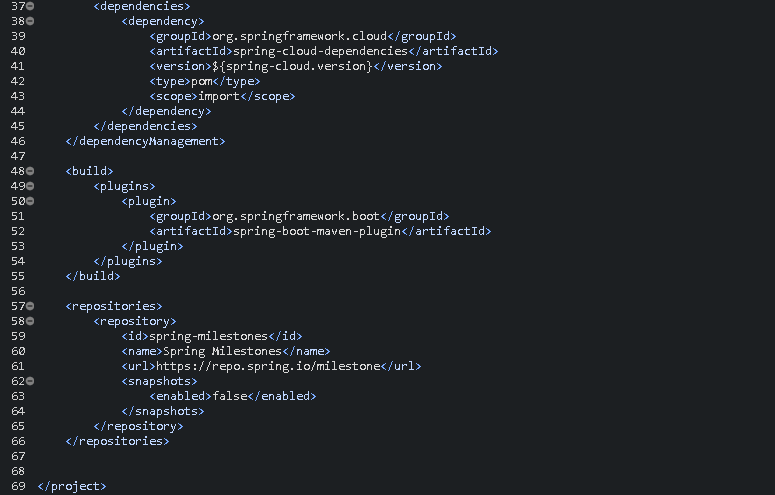 37 <dependencies>
38 <dependency>
39 <groupId>org.springframework.cloud</groupId>
40 <artifactId>spring-cloud-dependencies</artifactId>
41 <version>${spring-cloud.version}</version>
42 <type>pom</type>
43 <scope>import</scope>
44 </dependency>
45 </dependencies>
46 </dependencyManagement>
47
48 <build>
49 <plugins>
50 <plugin>
51 <groupId>org.springframework.boot</groupId>
52 <artifactId>spring-boot-maven-plugin</artifactId>
53 </plugin>
54 </plugins>
55 </build>
56
57 <repositories>
58 <repository>
59 <id>spring-milestones</id>
60 <name>Spring Milestones</name>
61 <url>https://repo.spring.io/milestone</url>
62 <snapshots>
63 <enabled>false</enabled>
64 </snapshots>
65 </repository>
66 </repositories>
67
68
69 </project>